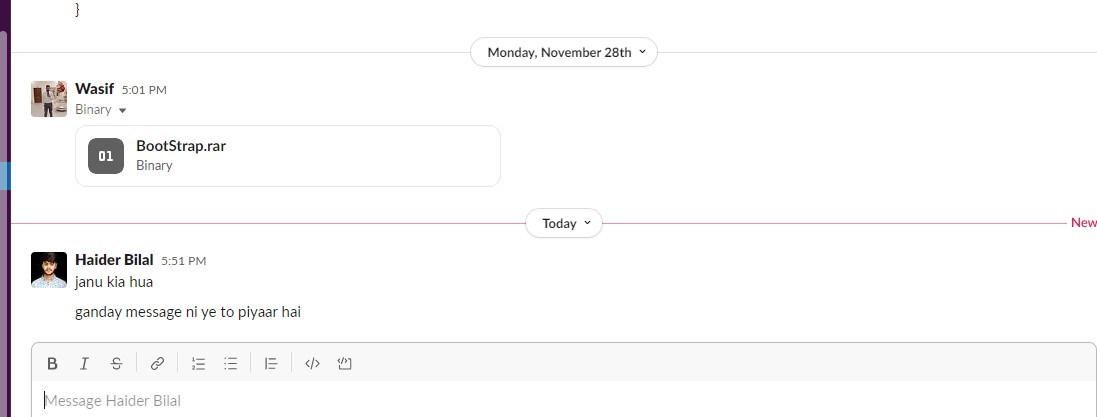 }
Monday, November 28th
Wasif 5:01 PM
Binary
01
BootStrap.rar
Binary
Today
New
Haider Bilal 5:51 PM
janu kia hua
ganday message ni ye to piyaar hai
B I S
Message Haider Bilal